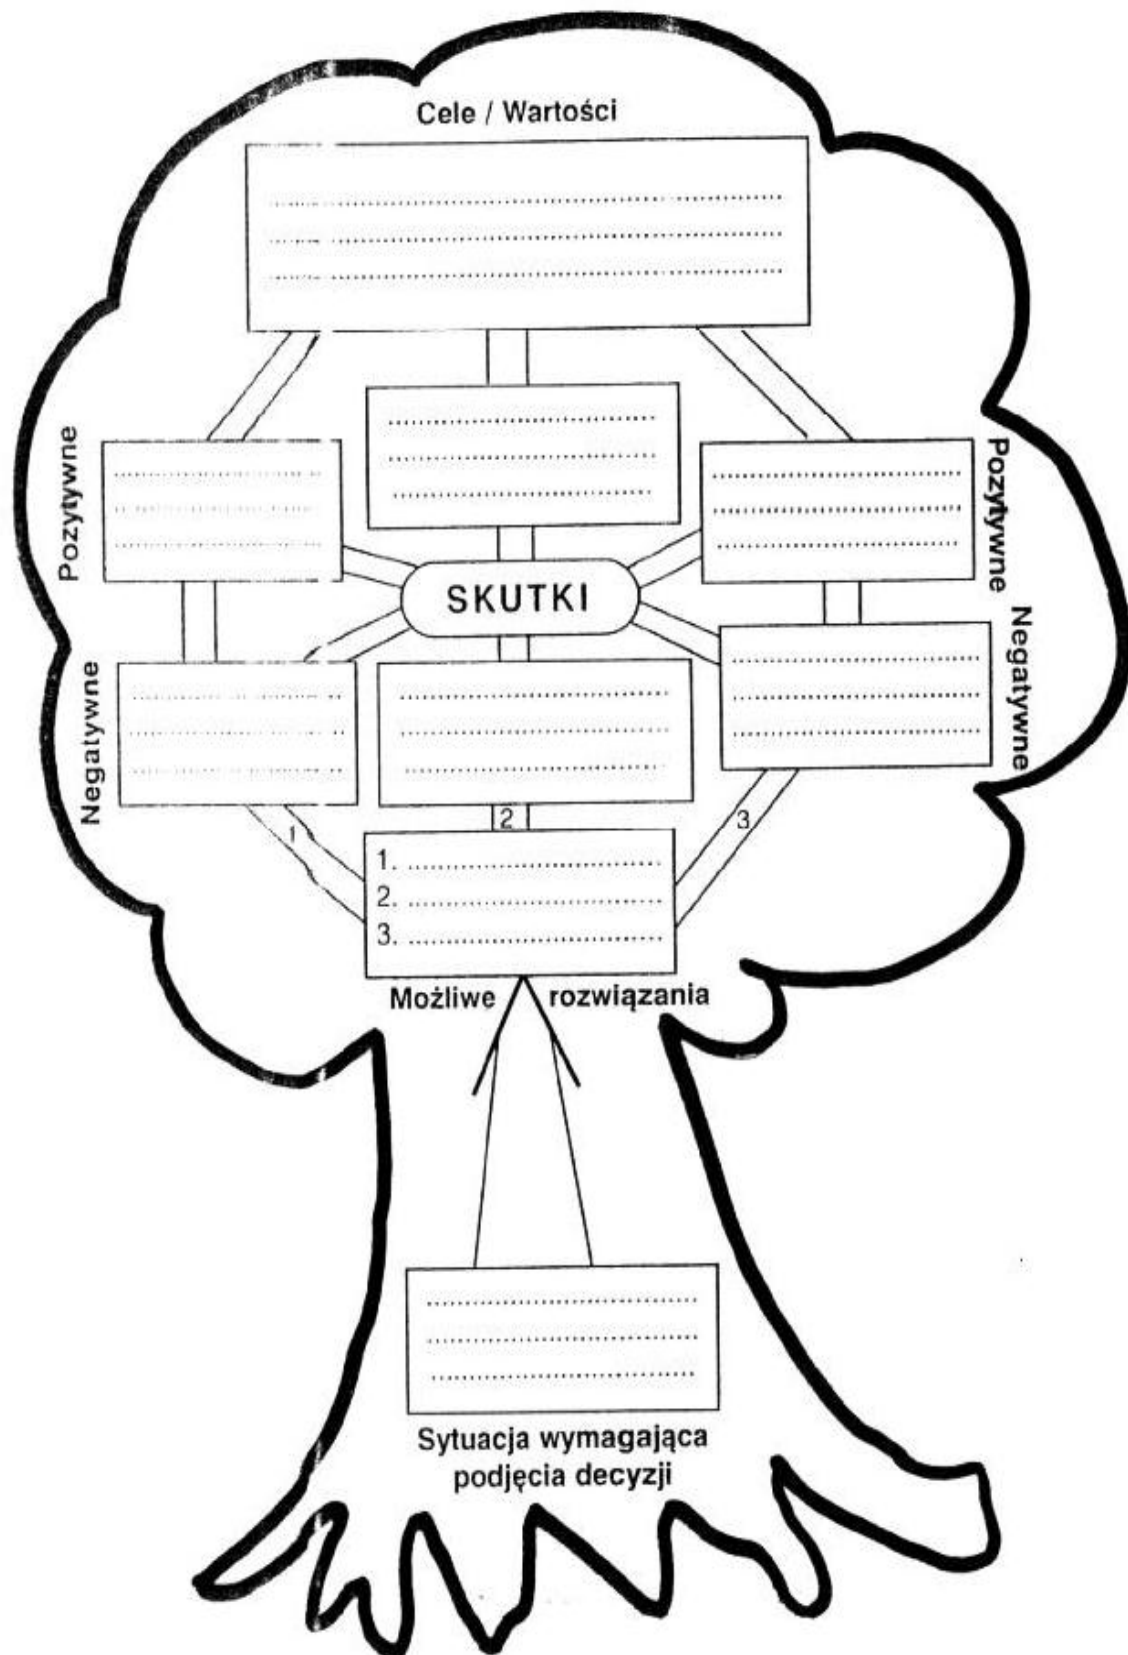 Cele / Wartości
Pozytywne
Pozytywne
SKUTKI
Negatywne
Negatywne
1
2
3
1.
2.
3.
Możliwe rozwiązania
Sytuacja wymagająca
podjęcia decyzji